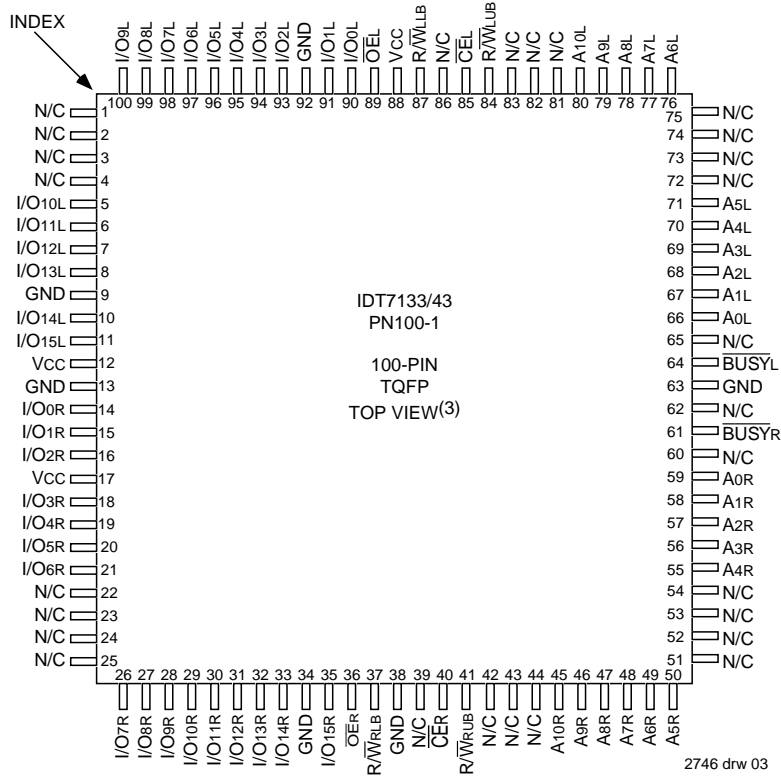 INDEX
I/O9L
I/O8L
I/O7L
I/O6L
I/O5L
I/O4L
I/O3L
I/O2L
GND
I/O1L
I/O0L
OEL
VCC
R/WLLB
N/C
CEL
R/WLUB
N/C
N/C
N/C
A10L
A9L
A8L
A7L
A6L
100 99 98 97 96 95 94 93 92 91 90 89 88 87 86 85 84 83 82 81 80 79 78 77 76
N/C 1
N/C 2
N/C 3
N/C 4
I/O10L 5
I/O11L 6
I/O12L 7
I/O13L 8
GND 9
I/O14L 10
I/O15L 11
VCC 12
GND 13
I/O0R 14
I/O1R 15
I/O2R 16
VCC 17
I/O3R 18
I/O4R 19
I/O5R 20
I/O6R 21
N/C 22
N/C 23
N/C 24
N/C 25
IDT7133/43
PN100-1
100-PIN
TQFP
TOP VIEW(3)
75 N/C
74 N/C
73 N/C
72 N/C
71 A5L
70 A4L
69 A3L
68 A2L
67 A1L
66 A0L
65 N/C
64 BUSYL
63 GND
62 N/C
61 BUSYR
60 N/C
59 A0R
58 A1R
57 A2R
56 A3R
55 A4R
54 N/C
53 N/C
52 N/C
51 N/C
26 27 28 29 30 31 32 33 34 35 36 37 38 39 40 41 42 43 44 45 46 47 48 49 50
I/O7R
I/O8R
I/O9R
I/O10R
I/O11R
I/O12R
I/O13R
I/O14R
GND
I/O15R
OER
R/WRLB
GND
N/C
CER
R/WRUB
N/C
N/C
N/C
A10R
A9R
A8R
A7R
A6R
A5R
2746 drw 03